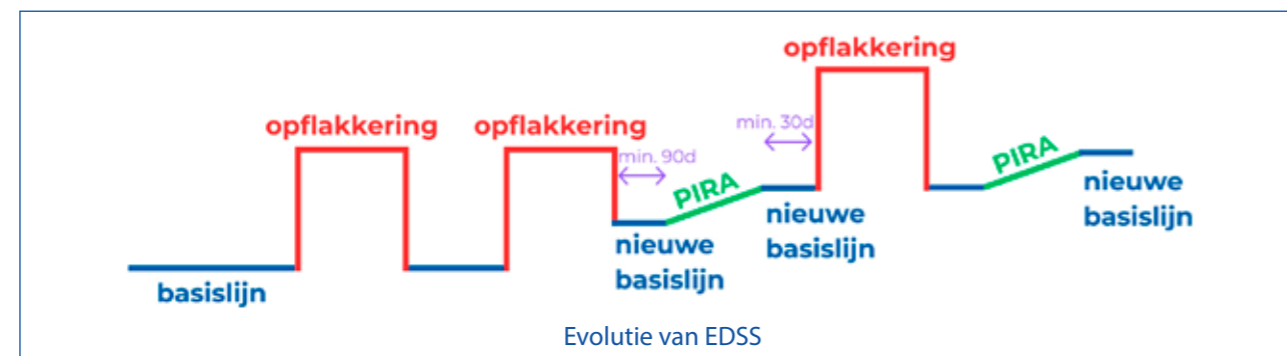 opflakkering
opflakkering
opflakkering
min. 90d
min. 30d
PIRA
PIRA
basislijn
nieuwe
basislijn
nieuwe
basislijn
nieuwe
basislijn
Evolutie van EDSS